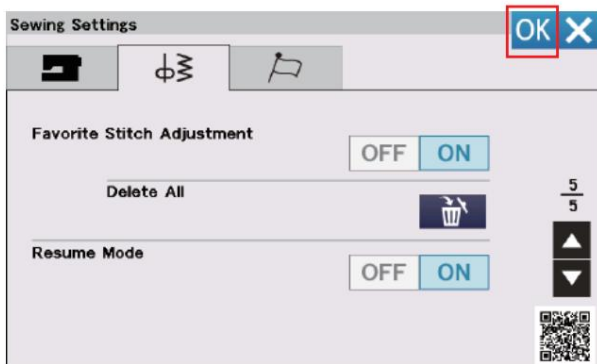 Sewing Settings
OK
Favorite Stitch Adjustment
OFF ON
Delete All
5
5
Resume Mode
OFF ON